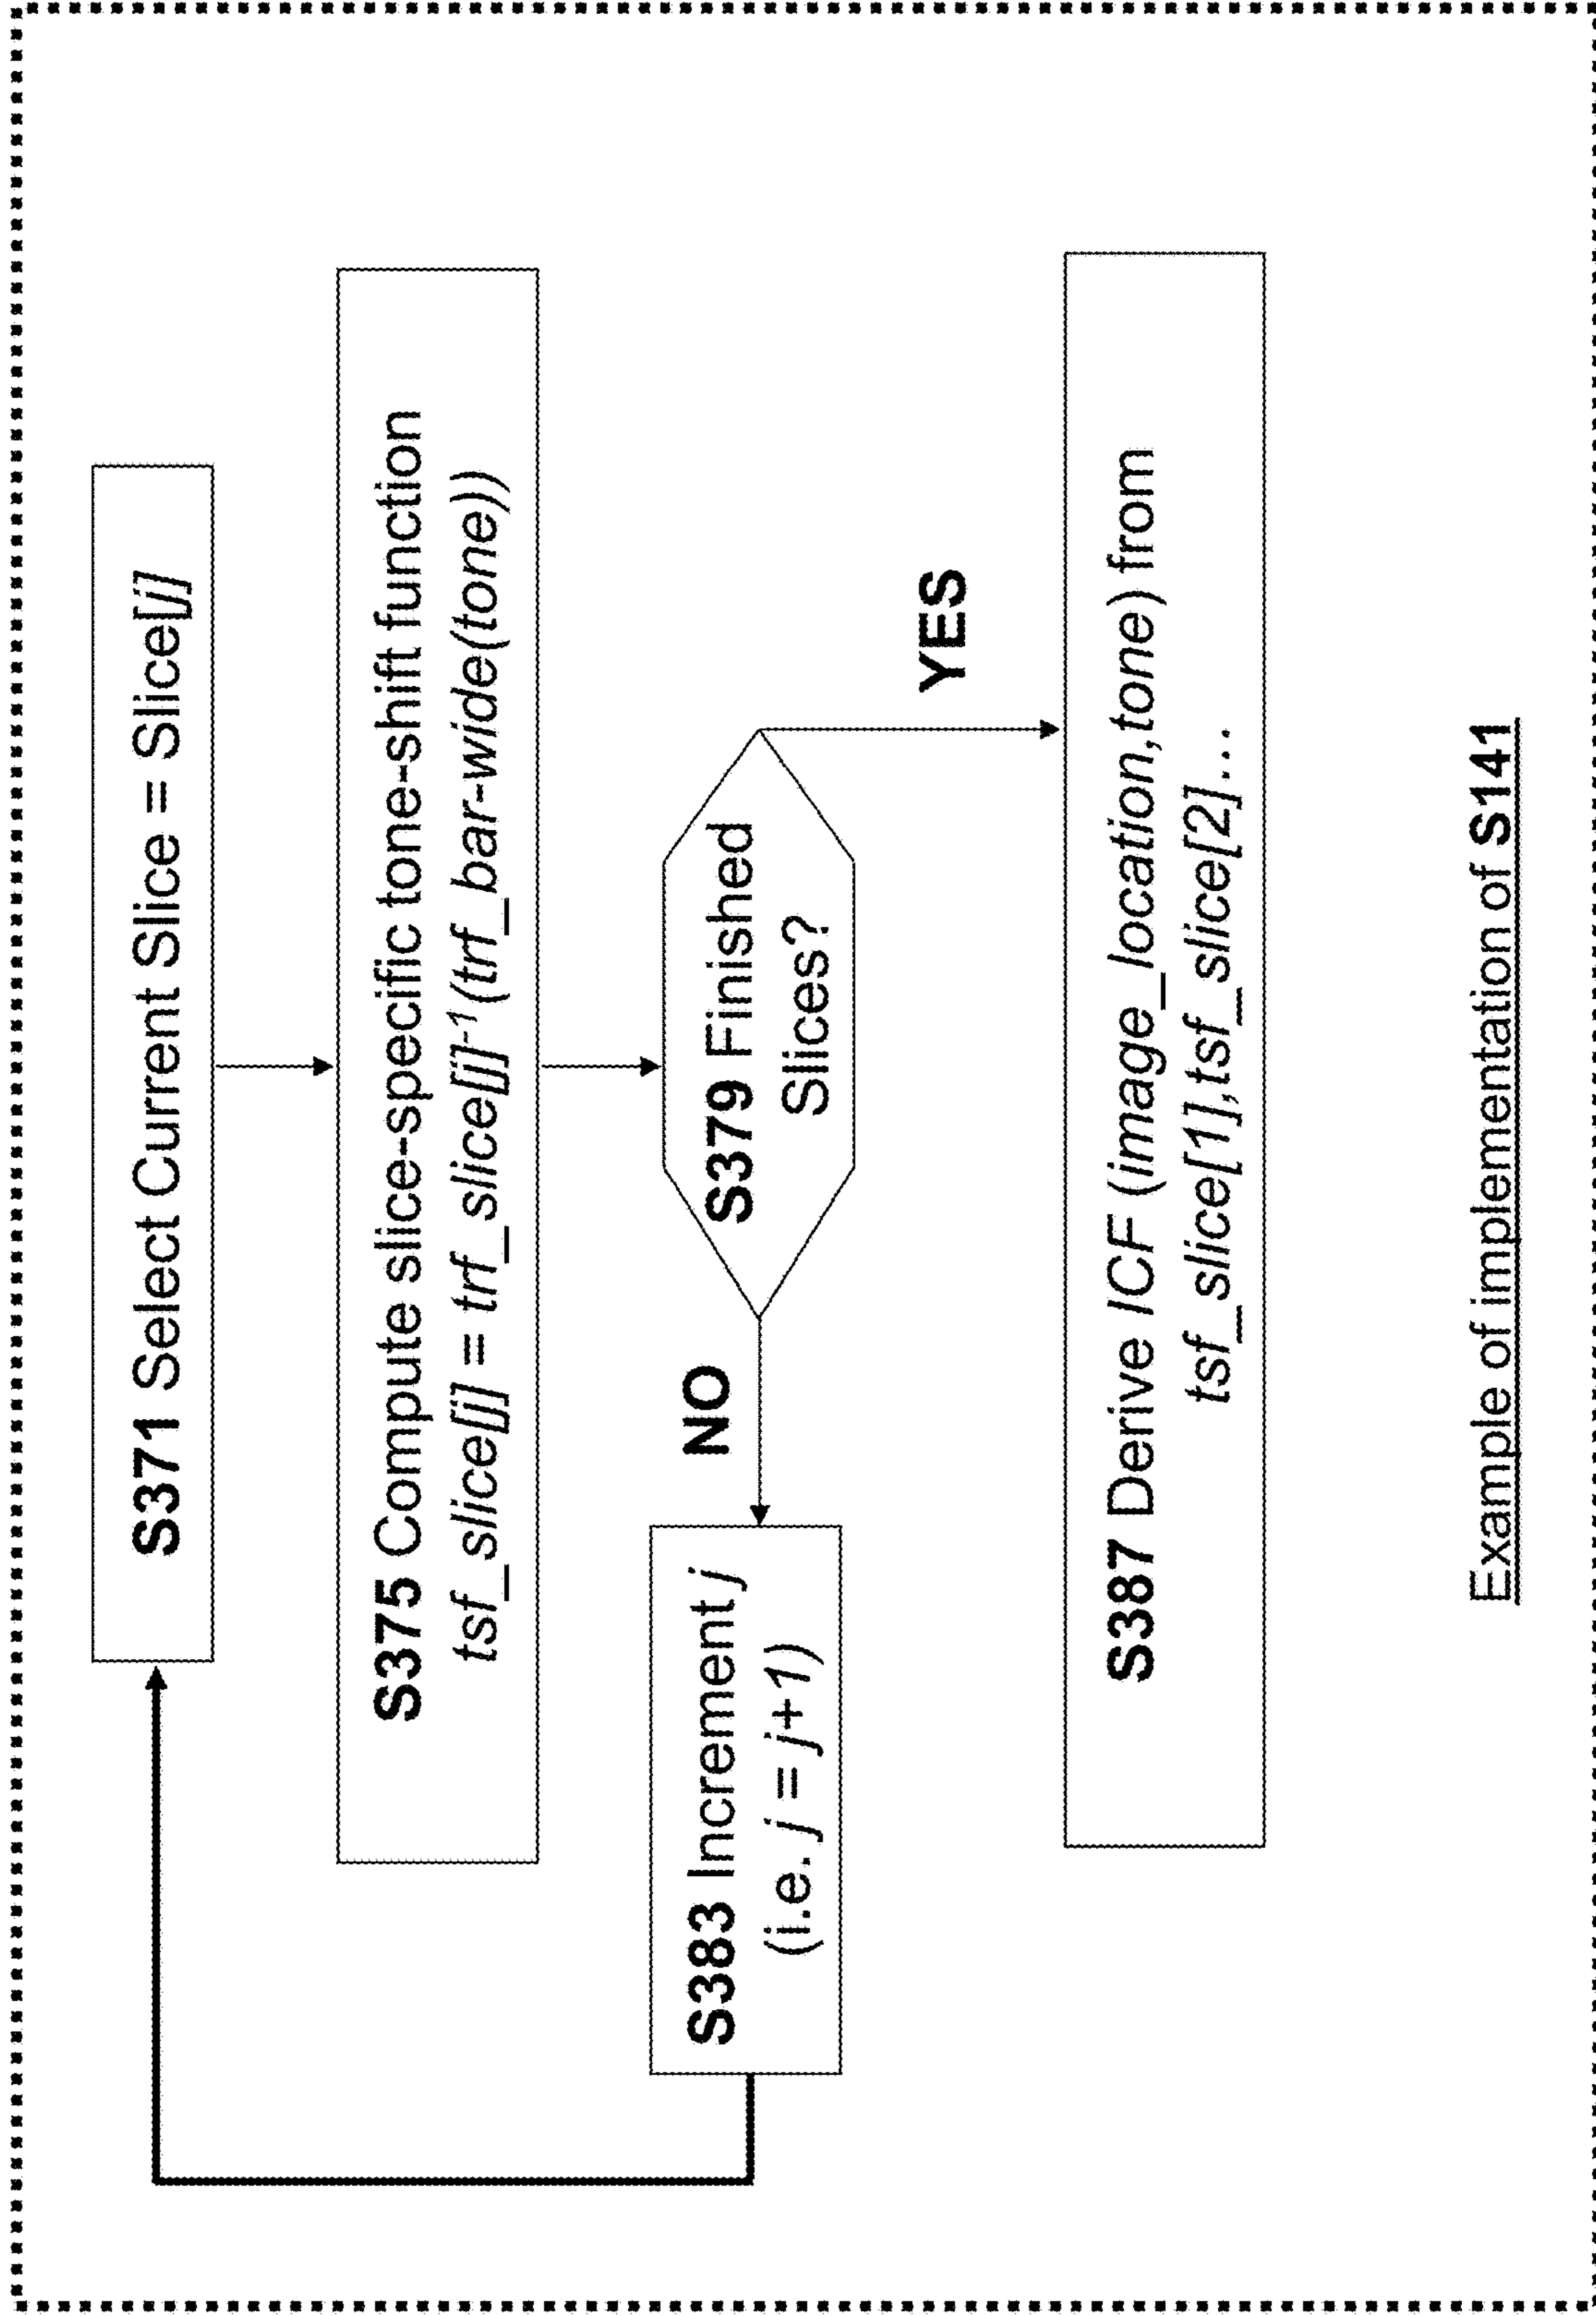 S371 Select Current Slice = Slice[j]
S375 Compute slice-specific tone-shift function
tsf_slice[j] = trf_slice[j]⁻¹(trf_bar-wide(tone))
S379 Finished
Slices?
NO
YES
S383 Increment j
(i.e. j = j+1)
S387 Derive ICF (image_location,tone) from
tsf_slice[1],tsf_slice[2]...
Example of implementation of S141